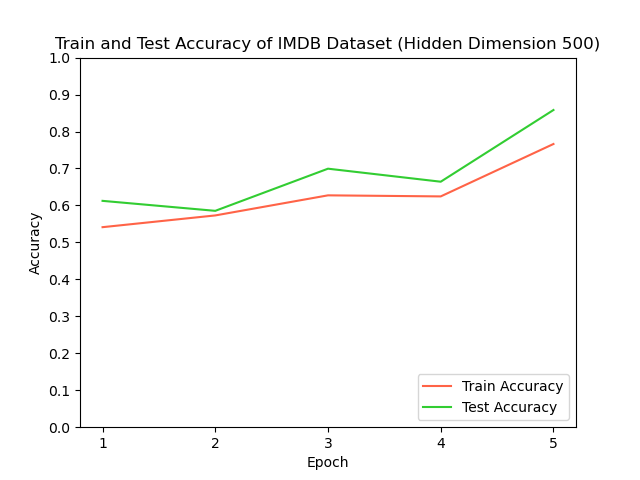 Train and Test Accuracy of IMDB Dataset (Hidden Dimension 500)
1.0
0.9
0.8
0.7
0.6
0.5
0.4
0.3
0.2
0.1
0.0
Accuracy
Train Accuracy
Test Accuracy
1 2 3 4 5
Epoch